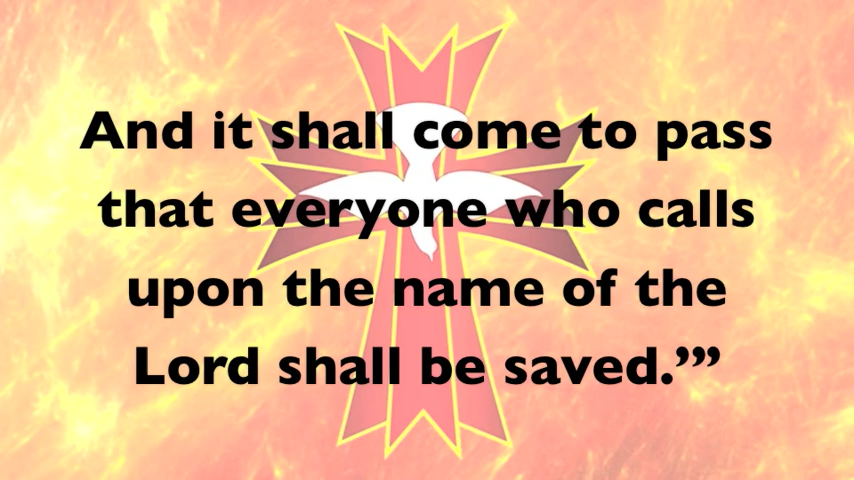 And it shall come to pass
that everyone who calls
upon the name of the
Lord shall be saved.’”